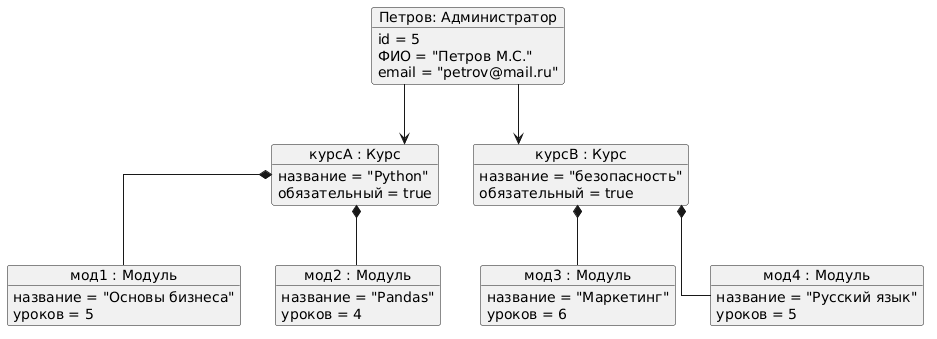 Петров: Администратор
id = 5
ФИО = "Петров М.С."
email = "petrov@mail.ru"
курсА : Курс
название = "Python"
обязательный = true
курсВ : Курс
название = "безопасность"
обязательный = true
мод1 : Модуль
название = "Основы бизнеса"
уроков = 5
мод2 : Модуль
название = "Pandas"
уроков = 4
мод3 : Модуль
название = "Маркетинг"
уроков = 6
мод4 : Модуль
название = "Русский язык"
уроков = 5